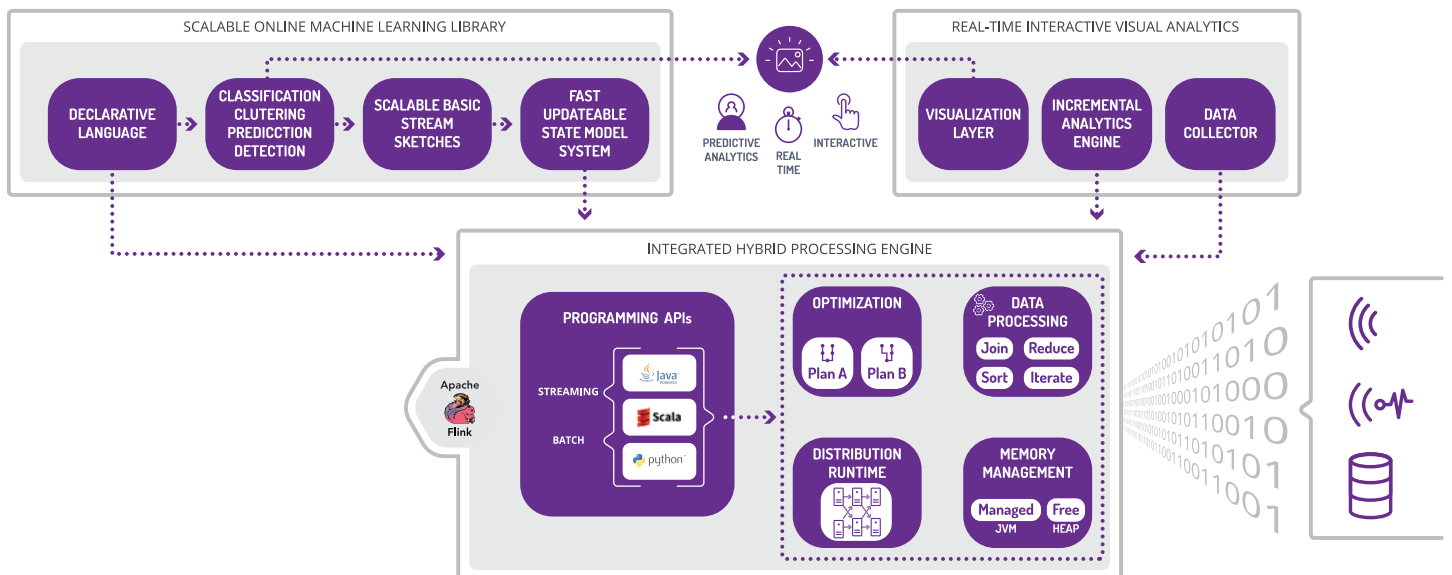 SCALABLE ONLINE MACHINE LEARNING LIBRARY
DECLARATIVE
LANGUAGE
CLASSIFICATION
CLUTERING
PREDICCTION
DETECTION
SCALABLE BASIC
STREAM
SKETCHES
FAST
UPDATEABLE
STATE MODEL
SYSTEM
PREDICTIVE
ANALYTICS
REAL
TIME
INTERACTIVE
REAL-TIME INTERACTIVE VISUAL ANALYTICS
VISUALIZATION
LAYER
INCREMENTAL
ANALYTICS
ENGINE
DATA
COLLECTOR
INTEGRATED HYBRID PROCESSING ENGINE
Apache
Flink
PROGRAMMING APIs
STREAMING
BATCH
Java
POWERED
Scala
python
OPTIMIZATION
Plan A
Plan B
DATA
PROCESSING
Join
Reduce
Sort
Iterate
DISTRIBUTION
RUNTIME
MEMORY
MANAGEMENT
Managed
JVM
Free
HEAP